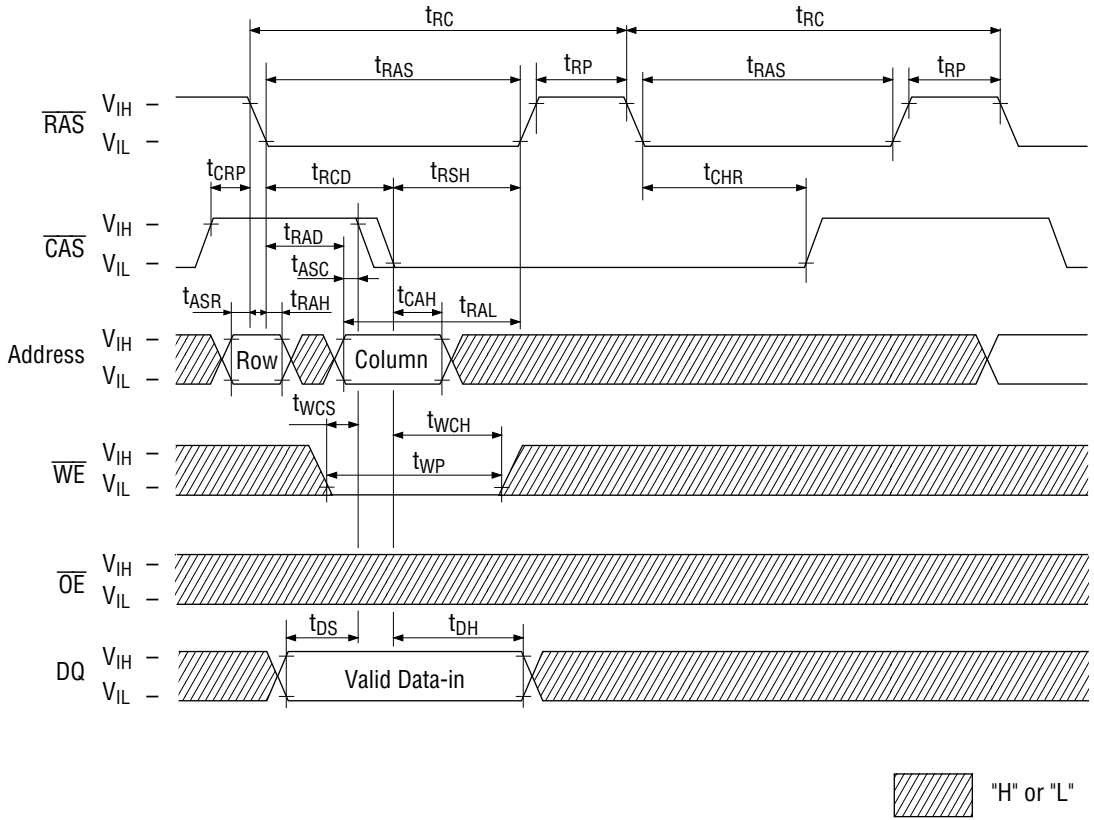 tRC tRC
tRAS tRP tRAS tRP
RAS VIH –
VIL –
tCRP tRCD tRSH tCHR
CAS VIH –
VIL –
tRAD
tASC
tASR tRAH tCAH tRAL
Address VIH –
VIL –
Row Column
tWCS tWCH
WE VIH –
VIL –
tWP
OE VIH –
VIL –
tDS tDH
DQ VIH –
VIL –
Valid Data-in
"H" or "L"